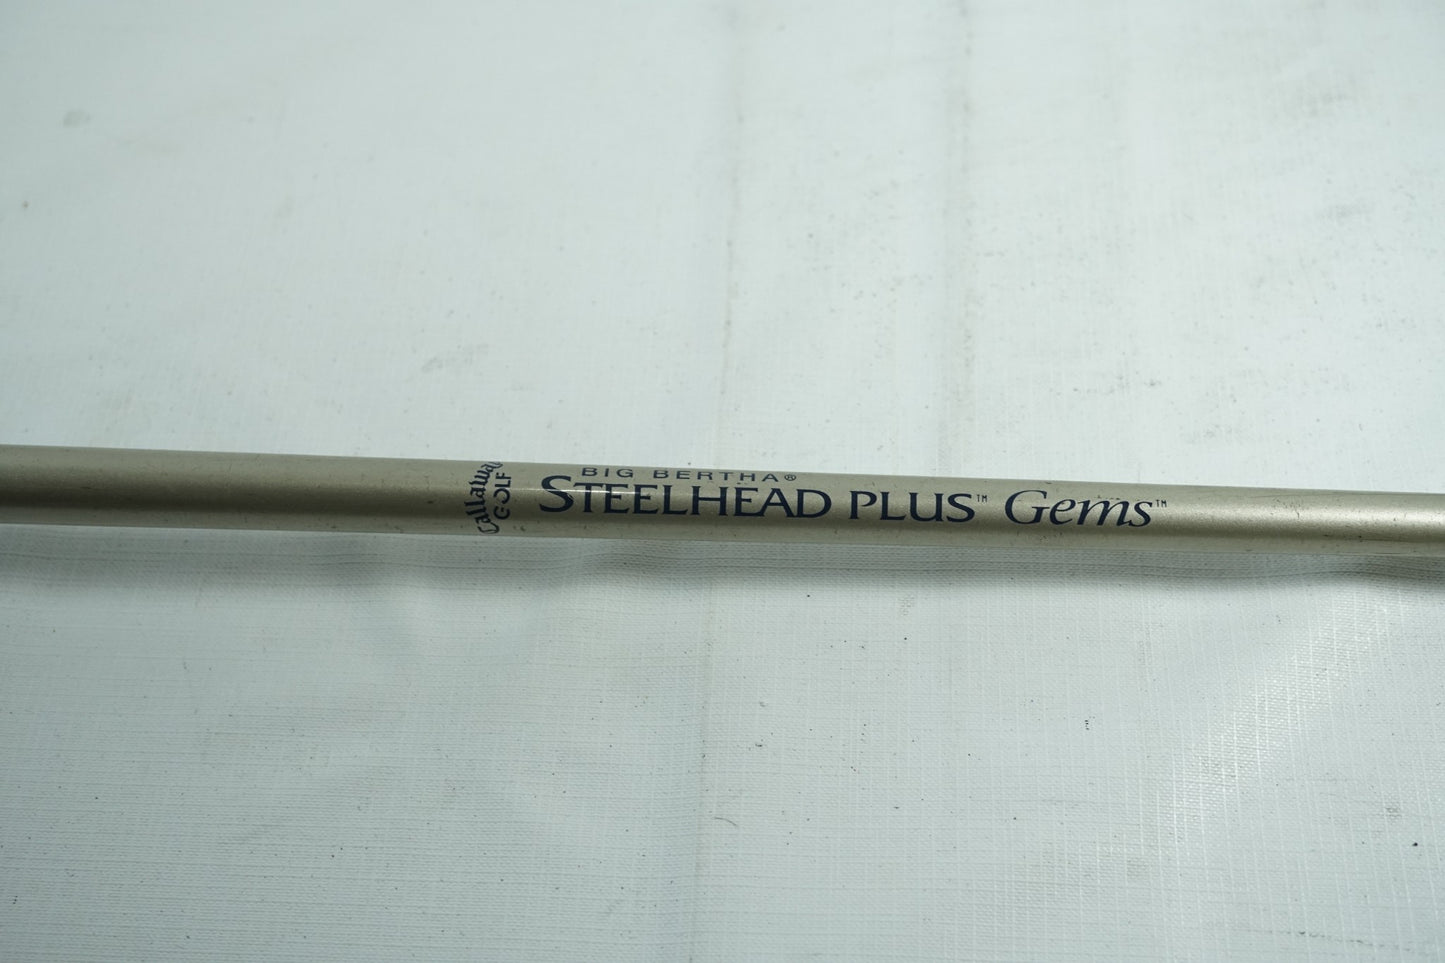 Callaway
GOLF
BIG BERTHA®
STEELHEAD PLUS™ Gems™